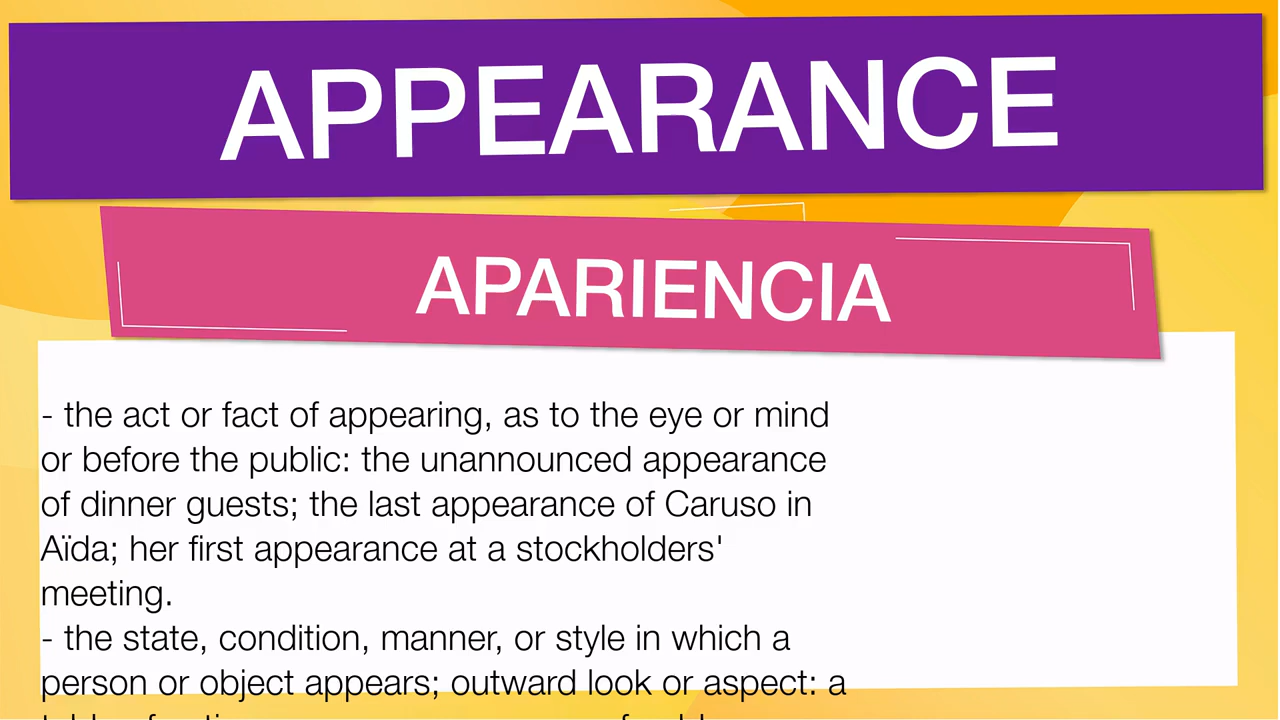 APPEARANCE
APARIENCIA
- the act or fact of appearing, as to the eye or mind
or before the public: the unannounced appearance
of dinner guests; the last appearance of Caruso in
Aïda; her first appearance at a stockholders'
meeting.
- the state, condition, manner, or style in which a
person or object appears; outward look or aspect: a